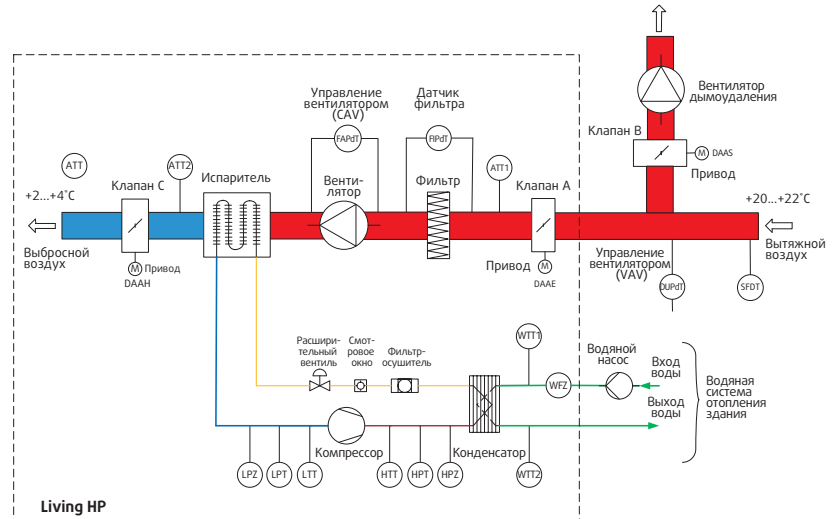 Вентилятор
дымоудаления
Клапан B
M
DAAS
Привод
Управление
вентилятором
(CAV)
FAPdT
Датчик
фильтра
FIPdT
ATT
ATT2
Клапан C
Испаритель
Венти-
лятор
Фильтр
ATT1
Клапан A
+2...+4˚C
+20...+22˚C
Выбросной
воздух
M
Привод
DAAH
Привод
M
DAAE
Управление
вентилятором
(VAV)
Вытяжной
воздух
DUPdT
SFDT
Расшири-
тельный
вентиль
Смот-
ровое
окно
Фильтр-
осушитель
WTT1
WFZ
Водяной
насос
Вход
воды
Выход
воды
Водяная
система
отопления
здания
Компрессор
Конденсатор
LPZ
LPT
LTT
HTT
HPT
HPZ
WTT2
Living HP